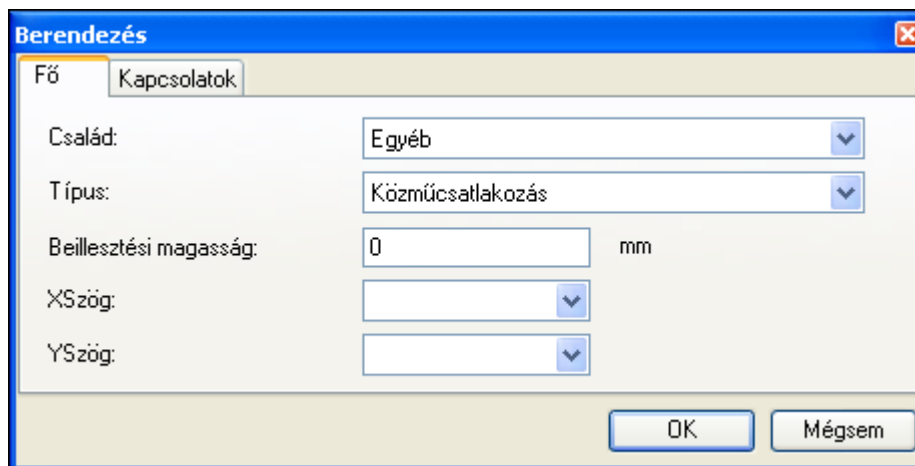 Berendezés
Fő Kapcsolatok
Család: Egyéb
Típus: Közműcsatlakozás
Beillesztési magasság: 0 mm
XSzög:
YSzög:
OK Mégsem